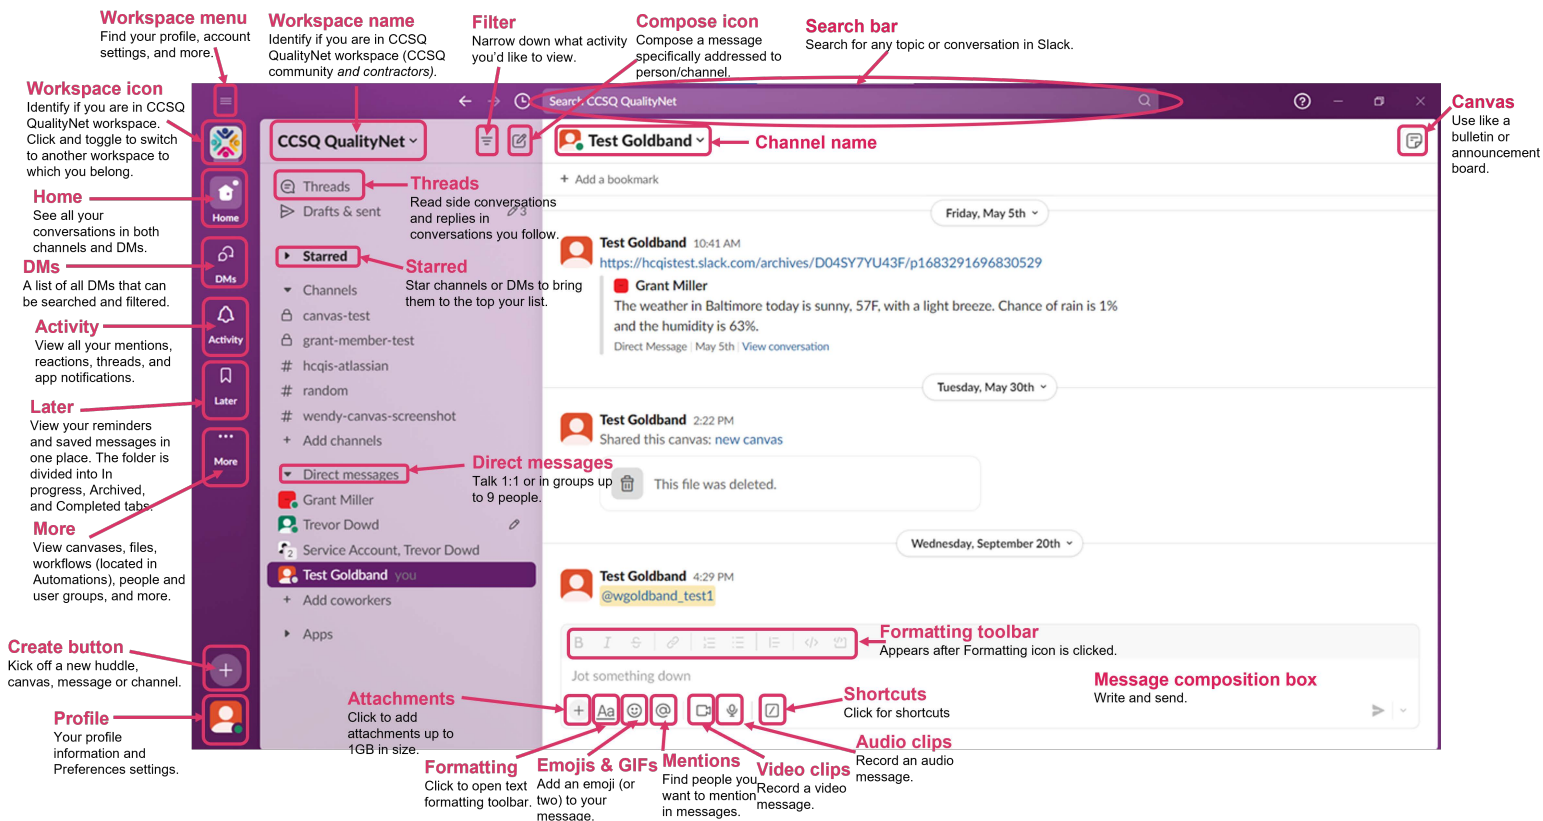 Workspace menu
Find your profile, account
settings, and more.
Workspace name
Identify if you are in CCSQ
QualityNet workspace (CCSQ
community and contractors).
Filter
Narrow down what activity
you'd like to view.
Compose icon
Compose a message
specifically addressed to
person/channel.
Search bar
Search for any topic or conversation in Slack.
Workspace icon
Identify if you are in CCSQ
QualityNet workspace.
Click and toggle to switch
to another workspace to
which you belong.
Home
See all your
conversations in both
channels and DMs.
DMs
A list of all DMs that can
be searched and filtered.
Activity
View all your mentions,
reactions, threads, and
app notifications.
Later
View your reminders
and saved messages in
one place. The folder is
divided into In
progress, Archived,
and Completed tabs.
More
View canvases, files,
workflows (located in
Automations), people and
user groups, and more.
Create button
Kick off a new huddle,
canvas, message or channel.
Profile
Your profile
information and
Preferences settings.
Home
DMs
Activity
Later
More
Search CCSQ QualityNet
CCSQ QualityNet
Threads
Drafts & sent
3
Starred
Channels
canvas-test
grant-member-test
# hcqis-atlassian
# random
# wendy-canvas-screenshot
+ Add channels
Direct messages
Grant Miller
Trevor Dowd
2 Service Account, Trevor Dowd
Test Goldband you
+ Add coworkers
Apps
Threads
Read side conversations
and replies in
conversations you follow.
Starred
Star channels or DMs to bring
them to the top your list.
Direct messages
Talk 1:1 or in groups up
to 9 people.
Test Goldband
Channel name
Canvas
Use like a
bulletin or
announcement
board.
+ Add a bookmark
Friday, May 5th
Test Goldband 10:41 AM
https://hcqistest.slack.com/archives/D04SY7YU43F/p1683291696830529
Grant Miller
The weather in Baltimore today is sunny, 57F, with a light breeze. Chance of rain is 1%
and the humidity is 63%.
Direct Message | May 5th | View conversation
Tuesday, May 30th
Test Goldband 2:22 PM
Shared this canvas: new canvas
This file was deleted.
Wednesday, September 20th
Test Goldband 4:29 PM
@wgoldband_test1
B I S
Formatting toolbar
Appears after Formatting icon is clicked.
Jot something down
Message composition box
Write and send.
+ Aa @
Attachments
Click to add
attachments up to
1GB in size.
Formatting
Click to open text
formatting toolbar.
Emojis & GIFs
Add an emoji (or
two) to your
message.
Mentions
Find people you
want to mention
in messages.
Video clips
Record a video
message.
Audio clips
Record an audio
message.
Shortcuts
Click for shortcuts